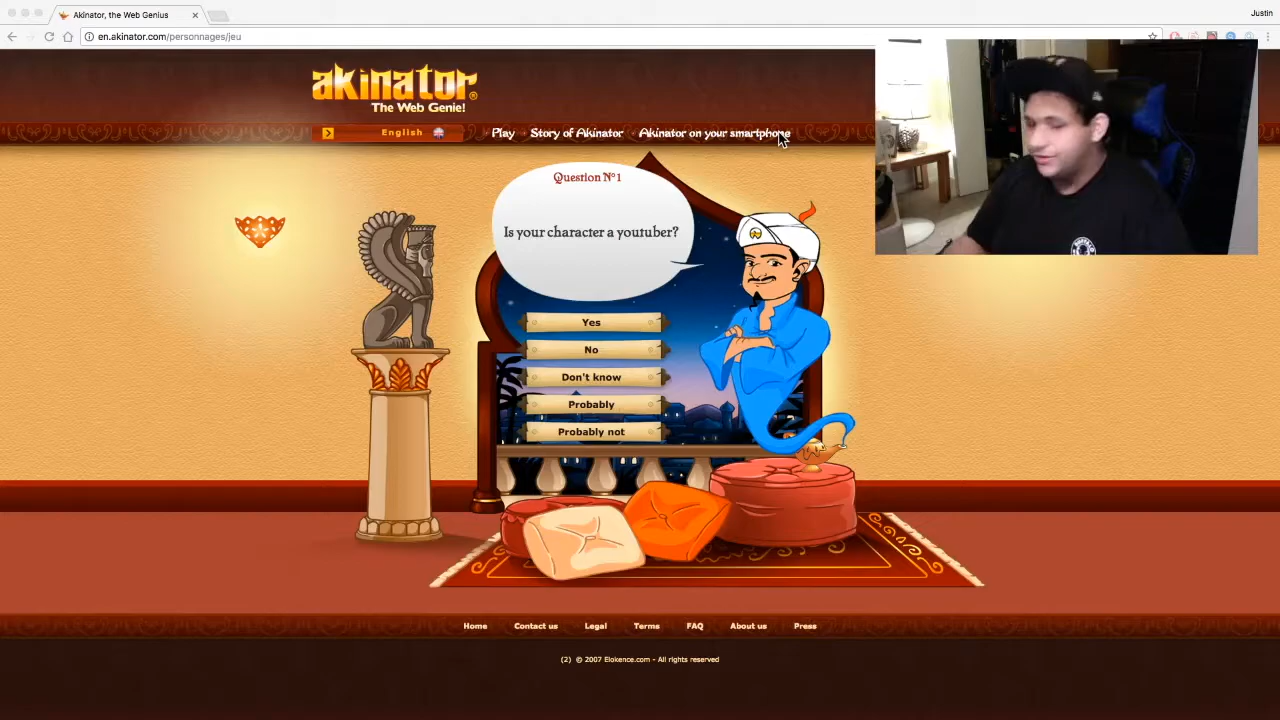 Akinator, the Web Genius
Justin
en.akinator.com/personnages/jeu
akinator®
The Web Genie!
English
Play
Story of Akinator
Akinator on your smartphone
Question N°1
Is your character a youtuber?
Yes
No
Don't know
Probably
Probably not
Home
Contact us
Legal
Terms
FAQ
About us
Press
(2) © 2007 Elokence.com - All rights reserved